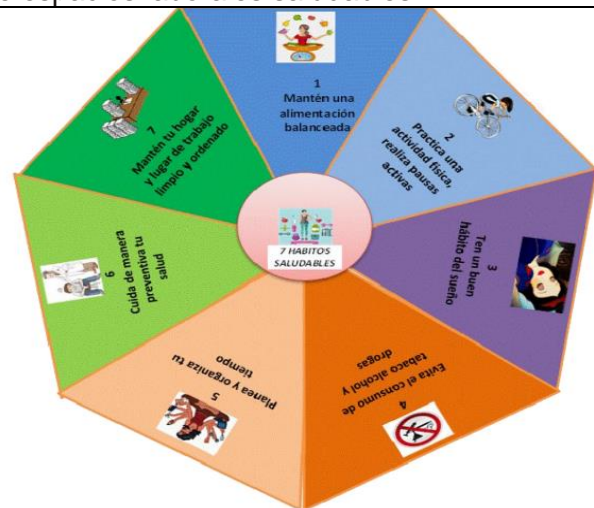 7 HABITOS
SALUDABLES
1
Mantén una
alimentación
balanceada
2
Practica una
actividad física,
realiza pausas
activas
3
Ten un buen
hábito del sueño
4
Evita el consumo de
tabaco alcohol y
drogas
5
Planea y organiza tu
tiempo
6
Cuida de manera
preventiva tu
salud
7
Mantén tu hogar
y lugar de trabajo
limpio y ordenado